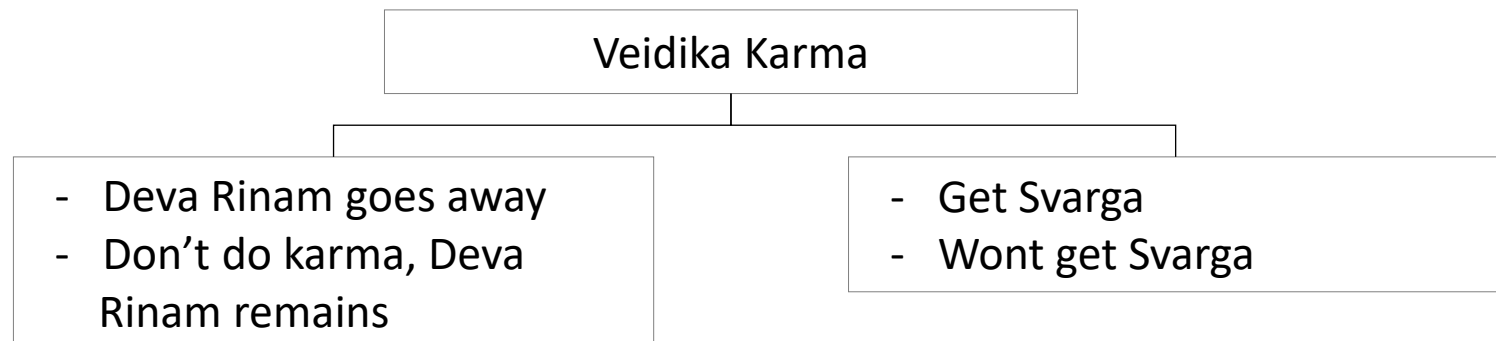 Veidika Karma
- Deva Rinam goes away
- Don’t do karma, Deva
Rinam remains
- Get Svarga
- Wont get Svarga